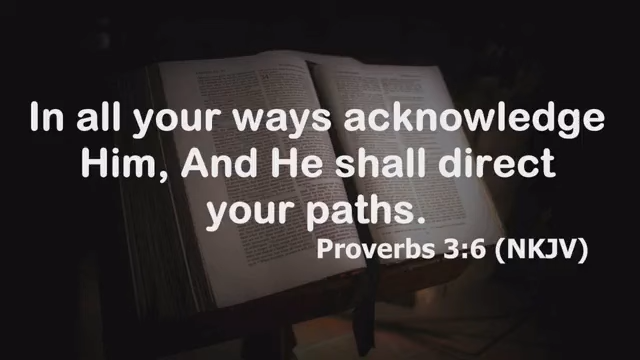 In all your ways acknowledge
Him, And He shall direct
your paths.
Proverbs 3:6 (NKJV)